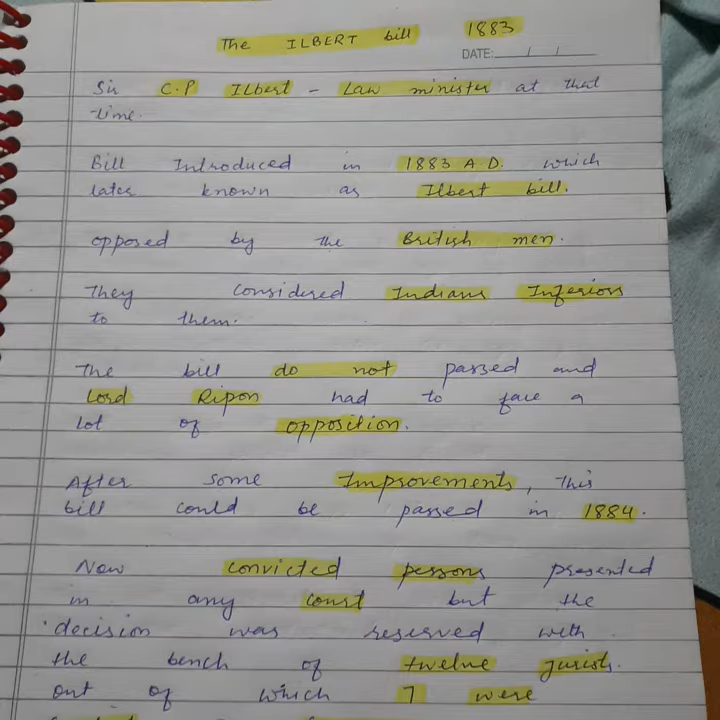 The ILBERT bill 1883
DATE: / /
Sir C.P Ilbert - Law minister at that
time.
Bill Introduced in 1883 A.D. which
later known as Ilbert bill.
opposed by the British men.
They considered Indians Inferiors
to them.
The bill do not passed and
Lord Ripon had to face a
lot of opposition.
After some Improvements, This
bill could be passed in 1884.
Now convicted persons presented
in any court but the
decision was reserved with
the bench of twelve jurists.
out of which 7 were